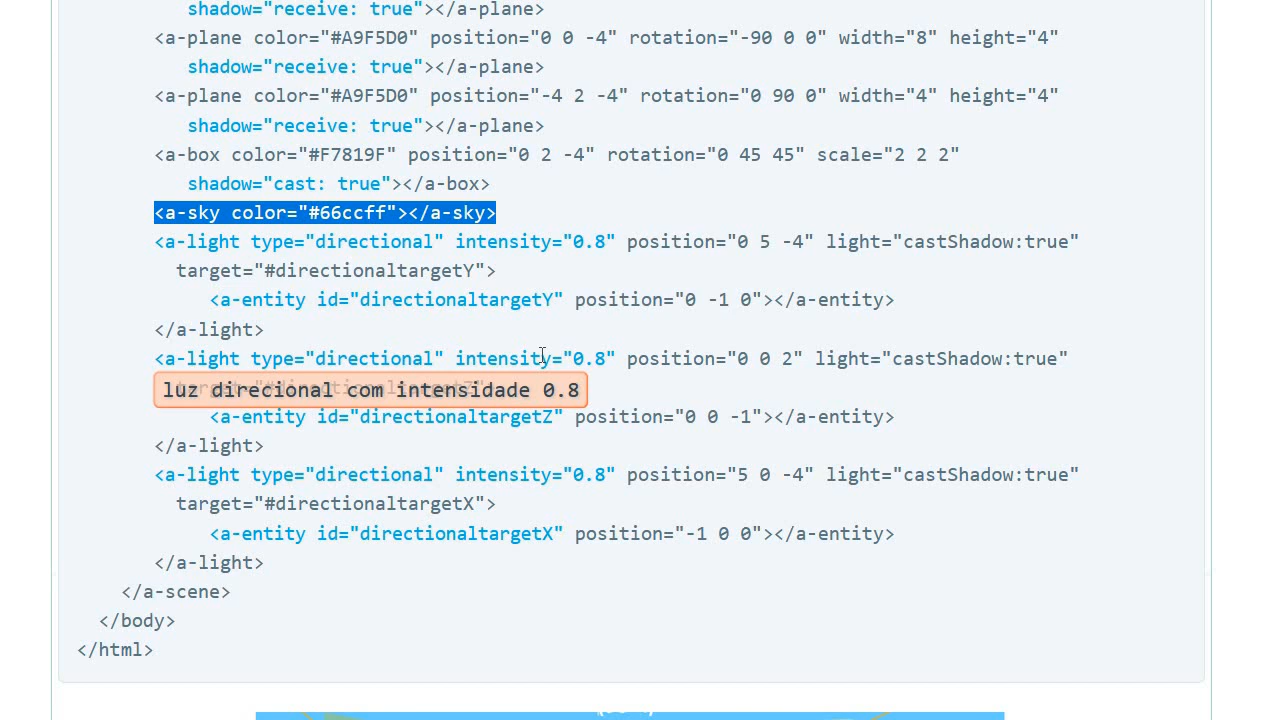 shadow="receive: true"></a-plane>
<a-plane color="#A9F5D0" position="0 0 -4" rotation="-90 0 0" width="8" height="4"
shadow="receive: true"></a-plane>
<a-plane color="#A9F5D0" position="-4 2 -4" rotation="0 90 0" width="4" height="4"
shadow="receive: true"></a-plane>
<a-box color="#F7819F" position="0 2 -4" rotation="0 45 45" scale="2 2 2"
shadow="cast: true"></a-box>
<a-sky color="#66ccff"></a-sky>
<a-light type="directional" intensity="0.8" position="0 5 -4" light="castShadow:true"
target="#directionaltargetY">
<a-entity id="directionaltargetY" position="0 -1 0"></a-entity>
</a-light>
<a-light type="directional" intensity="0.8" position="0 0 2" light="castShadow:true"
target="#directionaltargetZ">
luz direcional com intensidade 0.8
<a-entity id="directionaltargetZ" position="0 0 -1"></a-entity>
</a-light>
<a-light type="directional" intensity="0.8" position="5 0 -4" light="castShadow:true"
target="#directionaltargetX">
<a-entity id="directionaltargetX" position="-1 0 0"></a-entity>
</a-light>
</a-scene>
</body>
</html>